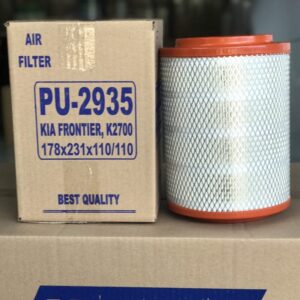 AIR
FILTER
PU-2935
KIA FRONTIER, K2700
178x231x110/110
BEST QUALITY